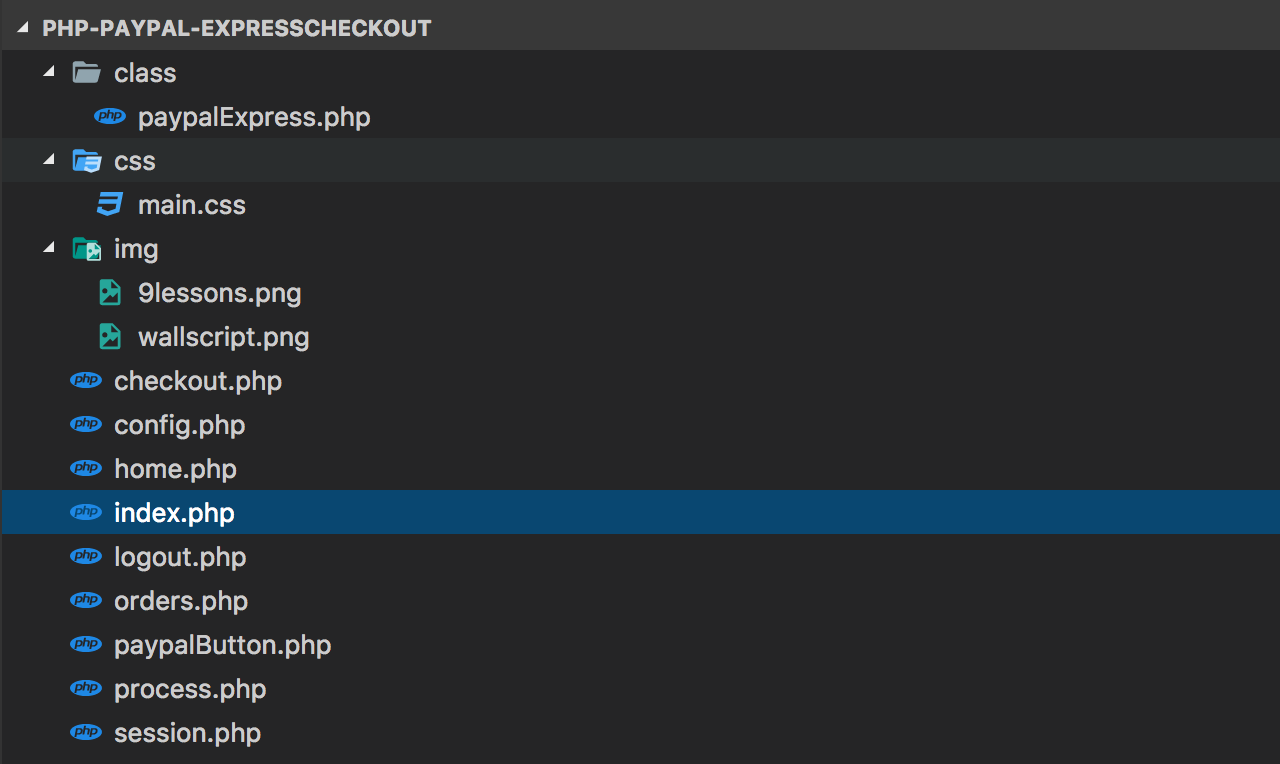 PHP-PAYPAL-EXPRESSCHECKOUT
class
php paypalExpress.php
css
main.css
img
9lessons.png
wallscript.png
php checkout.php
php config.php
php home.php
php index.php
php logout.php
php orders.php
php paypalButton.php
php process.php
php session.php